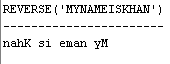 REVERSE('MYNAMEISKHAN')
-----------------------
nahK si eman yM